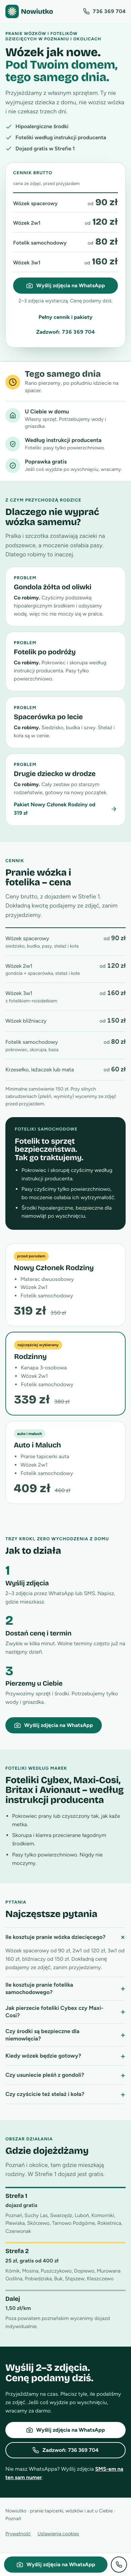 Nowiutko
736 369 704
PRANIE WÓZKÓW I FOTELIKÓW
DZIECIĘCYCH W POZNANIU I OKOLICACH
Wózek jak nowy.
Pod Twoim domem,
tego samego dnia.
Pierzemy w Twojej strefie. Ty nie
wyjmujesz dziecka z domu, nie wozisz nas
i nie czekasz trzech dni.
Hipoalergiczne środki
Foteliki według instrukcji producenta
Dojazd gratis w Strefie 1
CENNIK BRUTTO
cena ze zdjęć, przed przyjazdem
Wózek spacerowy od 90 zł
Wózek 2w1 od 120 zł
Fotelik samochodowy od 80 zł
Wózek 3w1 od 160 zł
Wyślij zdjęcia na WhatsApp
2–3 zdjęcia wystarczą. Cenę podamy dziś.
Pełny cennik i pakiety
Zadzwoń: 736 369 704
Tego samego dnia
Rano pierzemy, po południu idziecie na
spacer.
U Ciebie w domu
Wiemy sprzęt. Potrzebujemy wody i
gniazdka.
Według instrukcji producenta
Foteliki: pasy tylko powierzchniowo.
Poprawka gratis
Jeśli coś wyjdzie po wyschnięciu, wracamy.
Z CZYM PRZYCHODZĄ RODZICE
Dlaczego nie wyprać
wózka samemu?
Pralka i szczotka zostawiają zacieki na
podszewce, a moczenie osłabia pasy.
Dlatego robimy to inaczej.
PROBLEM
Gondola żółta od oliwki
Co robimy. Czyścimy podszewkę
hipoalergicznym środkiem i odsysamy
wodę, więc nic nie moczy się w pralce.
PROBLEM
Fotelik po podróży
Co robimy. Pokrowiec i skorupa według
instrukcji producenta. Pasy tylko
powierzchniowo.
PROBLEM
Spacerówka po lecie
Co robimy. Siedzisko, budka i szwy. Stelaż i
koła są w cenie.
PROBLEM
Drugie dziecko w drodze
Co robimy. Cały zestaw po starszym
rodzeństwie, gotowy na nowy początek.
Pakiet Nowy Członek Rodziny od
319 zł
CENNIK
Pranie wózka i
fotelika – cena
Ceny brutto, z dojazdem w Strefie 1.
Dokładną kwotę podajemy ze zdjęć, zanim
przyjedziemy.
Wózek spacerowy od 90 zł
siedzisko, budka, pasy, stelaż i koła
Wózek 2w1 od 120 zł
gondola + spacerówka, stelaż i koła
Wózek 3w1 od 160 zł
z fotelikiem-nosidełkiem
Wózek bliźniaczy od 150 zł
Fotelik samochodowy od 80 zł
pokrowiec, skorupa, baza
Krzesełko, leżaczek lub mata od 60 zł
Minimalne zamówienie 150 zł. Przy silnych
zabrudzeniach (pleśń, wymioty) wycenimy ze zdjęć
przed przyjazdem.
FOTELIKI SAMOCHODOWE
Fotelik to sprzęt
bezpieczeństwa.
Tak go traktujemy.
Pokrowiec i skorupę czyścimy według
instrukcji producenta.
Pasy czyścimy tylko powierzchniowo,
bo moczenie osłabia ich wytrzymałość.
Środki hipoalergiczne, bezpieczne dla
niemowląt po wyschnięciu.
przed porodem
Nowy Członek Rodziny
Materac dwuosobowy
Wózek 2w1
Fotelik samochodowy
319 zł 350 zł
najczęściej wybierany
Rodzinny
Kanapa 3-osobowa
Wózek 2w1
Fotelik samochodowy
339 zł 380 zł
auto i maluch
Auto i Maluch
Pranie tapicerki auta
Wózek 2w1
Fotelik samochodowy
409 zł 460 zł
TRZY KROKI, ZERO WYCHODZENIA Z DOMU
Jak to działa
1
Wyślij zdjęcia
2–3 zdjęcia przez WhatsApp lub SMS. Napisz,
gdzie mieszkasz.
2
Dostań cenę i termin
Zwykle w kilka minut. Wolne terminy często już na
następny dzień.
3
Pierzemy u Ciebie
Przywozimy sprzęt i środki. Potrzebujemy tylko
wody i gniazdka.
Wyślij zdjęcia na WhatsApp
FOTELIKI WEDŁUG MAREK
Foteliki Cybex, Maxi-Cosi,
Britax i Avionaut – według
instrukcji producenta
Pokrowiec prany lub czyszczony tak, jak każe
metka.
Skorupa i klamra przecierane łagodnym
środkiem.
Pasy tylko powierzchniowo. Nigdy nie
moczymy.
PYTANIA
Najczęstsze pytania
Ile kosztuje pranie wózka dziecięcego?
Wózek spacerowy od 90 zł, 2w1 od 120 zł, 3w1 od
160 zł, bliźniaczy od 150 zł. Dokładną cenę
podajemy ze zdjęć, zanim przyjedziemy.
Ile kosztuje pranie fotelika
samochodowego?
Jak pierzecie foteliki Cybex czy Maxi-
Cosi?
Czy środki są bezpieczne dla
niemowlęcia?
Kiedy wózek będzie gotowy?
Czy usuniecie pleśń z gondoli?
Czy czyścicie też stelaż i koła?
OBSZAR DZIAŁANIA
Gdzie dojeżdżamy
Poznań i okolice, tam gdzie mieszkają
rodziny. W Strefie 1 dojazd jest gratis.
Strefa 1
dojazd gratis
Poznań, Suchy Las, Swarzędz, Luboń, Komorniki,
Plewiska, Skórzewo, Tarnowo Podgórne, Rokietnica,
Czerwonak
Strefa 2
25 zł, gratis od 400 zł
Kórnik, Mosina, Puszczykowo, Dopiewo, Murowana
Goślina, Pobiedziska, Buk, Stęszew, Kleszczewo
Dalej
1,50 zł/km
Poza powiatem poznańskim wycenimy dojazd
indywidualnie.
Wyślij 2–3 zdjęcia.
Cenę podamy dziś.
Przyjeżdżamy na czas. Placisz tyle, ile podaliśmy
ze zdjęć. Jeśli coś wyjdzie po wyschnięciu,
wracamy za darmo.
Wyślij zdjęcia na WhatsApp
Zadzwoń: 736 369 704
Nie masz WhatsAppa? Wyślij zdjęcia SMS-em na
ten sam numer.
Nowiutko · pranie tapicerki, wózków i aut u Ciebie
Poznań
Prywatność Ustawienia cookies
Wyślij zdjęcia na WhatsApp